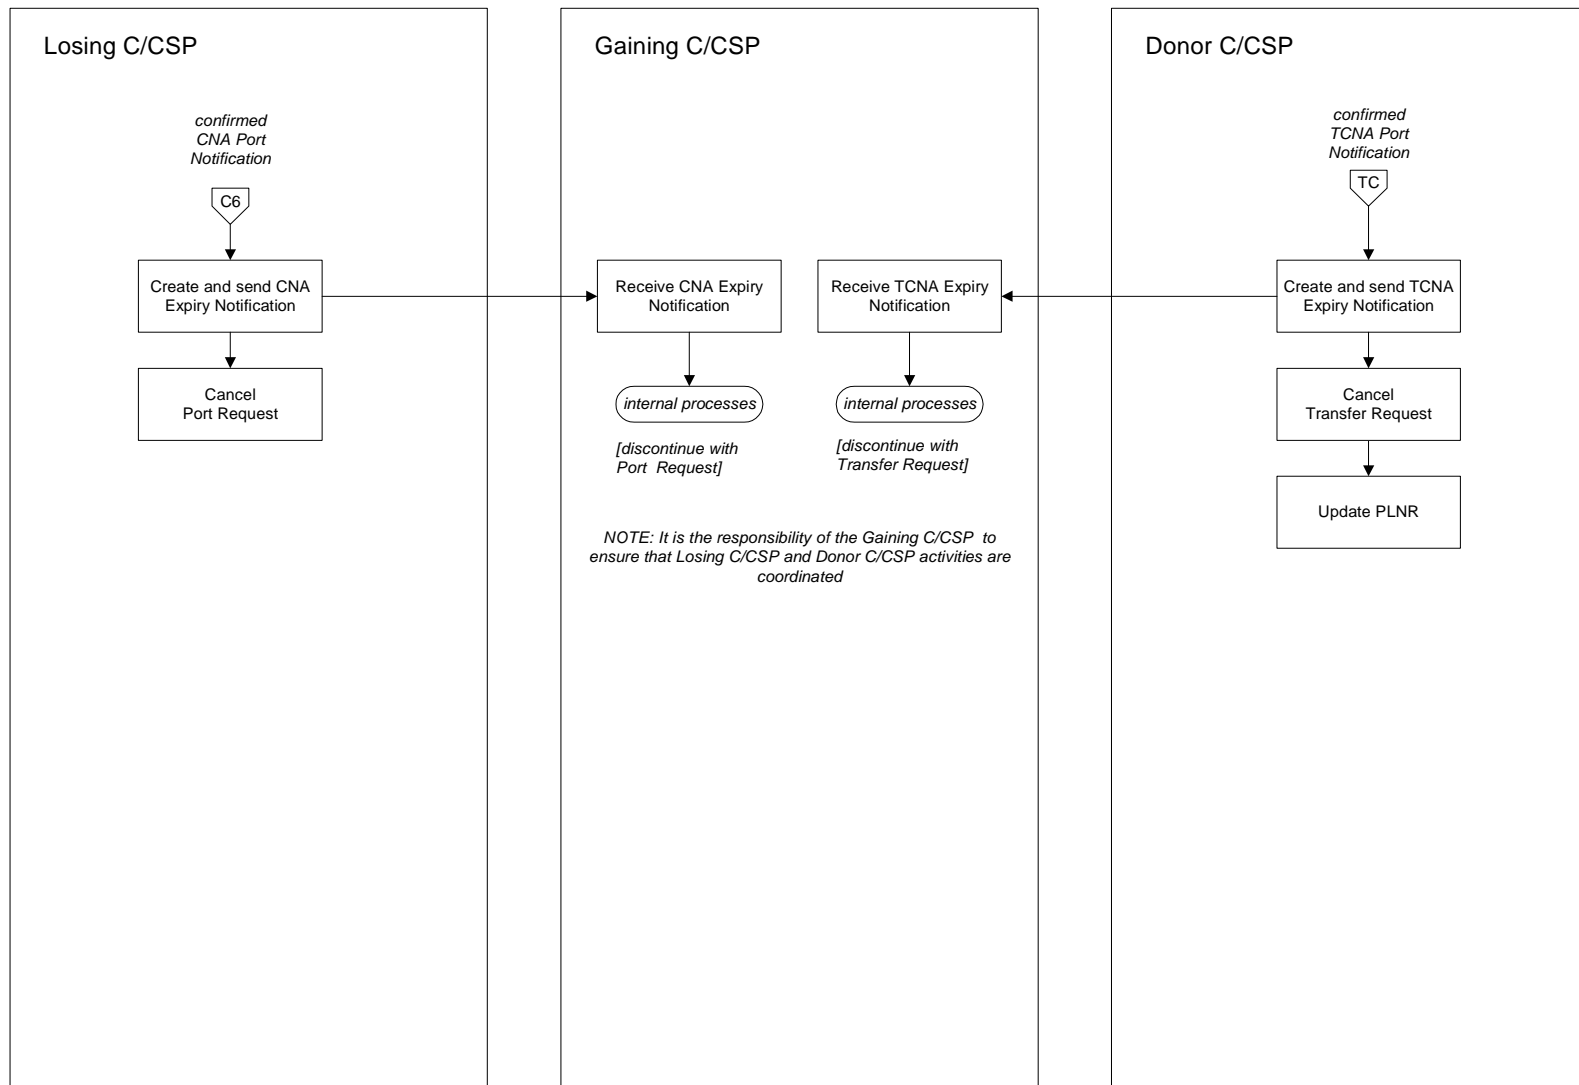 Losing C/CSP
confirmed
CNA Port
Notification
C6
Create and send CNA
Expiry Notification
Cancel
Port Request
Gaining C/CSP
Receive CNA Expiry
Notification
internal processes
[discontinue with
Port Request]
Receive TCNA Expiry
Notification
internal processes
[discontinue with
Transfer Request]
NOTE: It is the responsibility of the Gaining C/CSP to
ensure that Losing C/CSP and Donor C/CSP activities are
coordinated
Donor C/CSP
confirmed
TCNA Port
Notification
TC
Create and send TCNA
Expiry Notification
Cancel
Transfer Request
Update PLNR